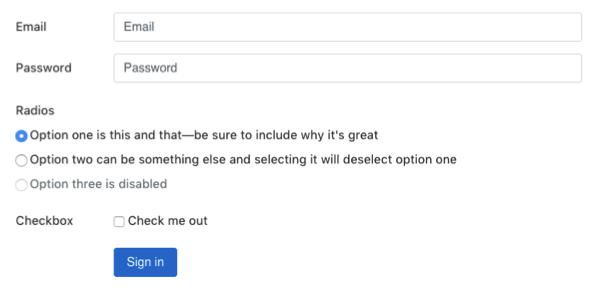 Email Email
Password Password
Radios
Option one is this and that—be sure to include why it's great
Option two can be something else and selecting it will deselect option one
Option three is disabled
Checkbox Check me out
Sign in